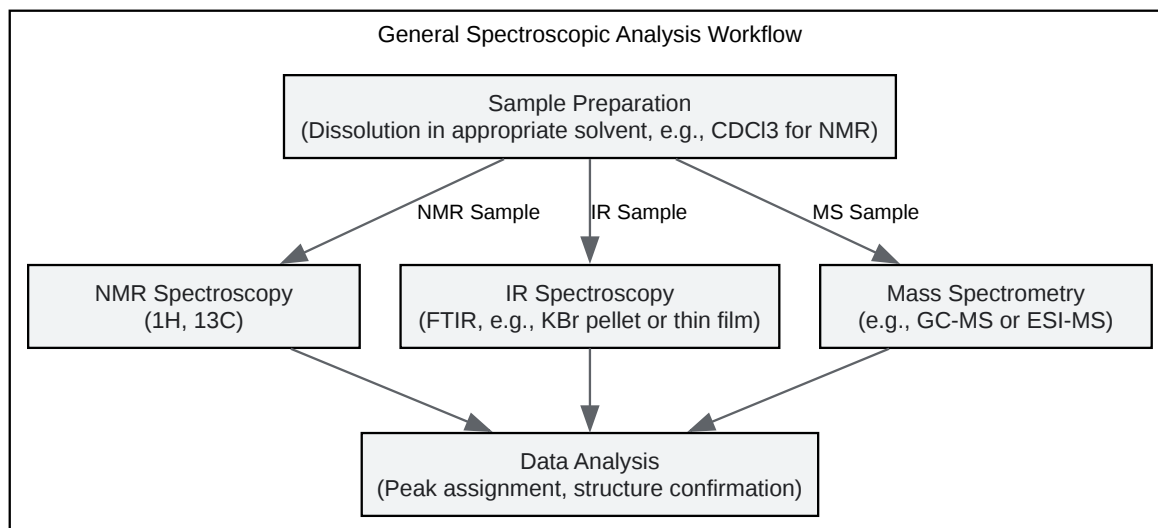 General Spectroscopic Analysis Workflow
Sample Preparation
(Dissolution in appropriate solvent, e.g., CDCl3 for NMR)
NMR Sample
IR Sample
MS Sample
NMR Spectroscopy
(1H, 13C)
IR Spectroscopy
(FTIR, e.g., KBr pellet or thin film)
Mass Spectrometry
(e.g., GC-MS or ESI-MS)
Data Analysis
(Peak assignment, structure confirmation)